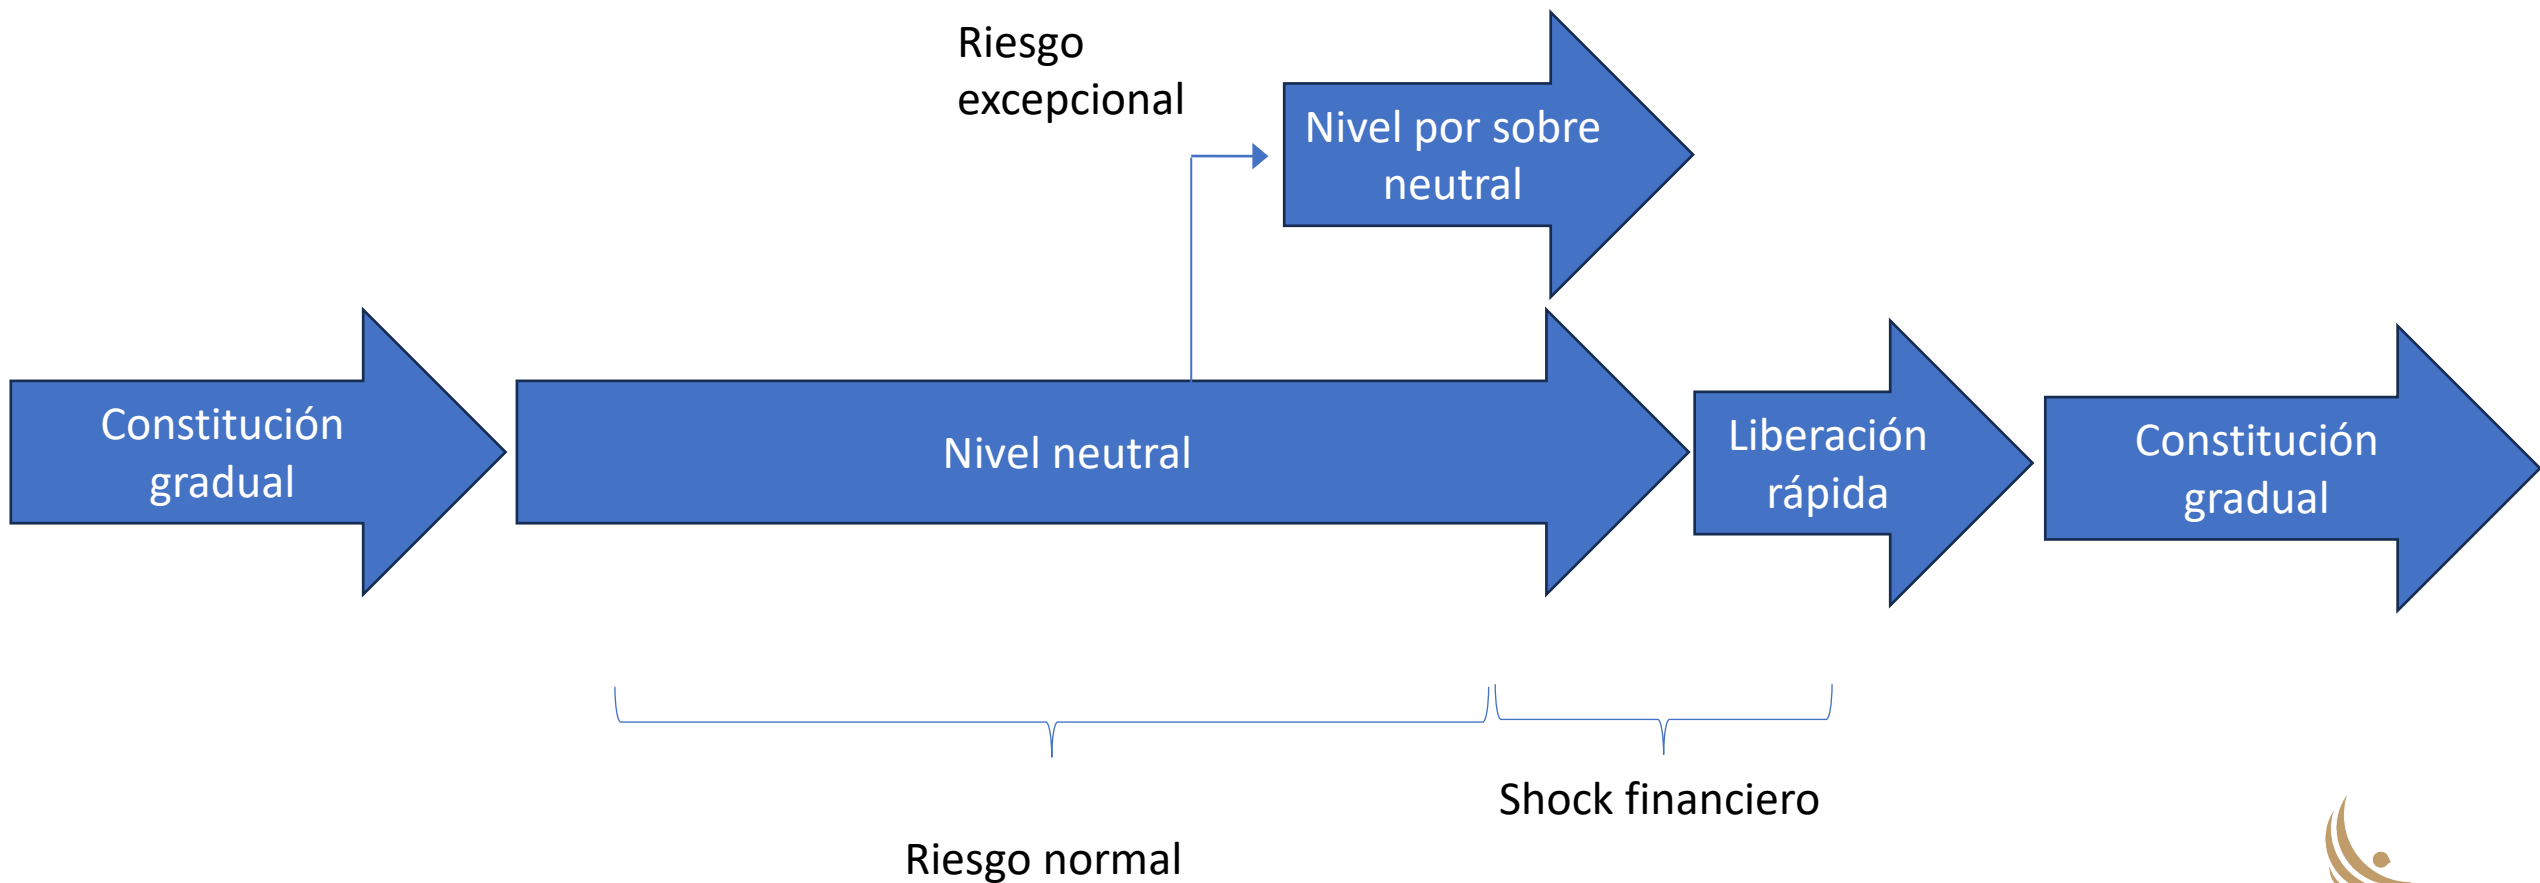 Riesgo
excepcional
Nivel por sobre
neutral
Constitución
gradual
Nivel neutral
Liberación
rápida
Constitución
gradual
Shock financiero
Riesgo normal